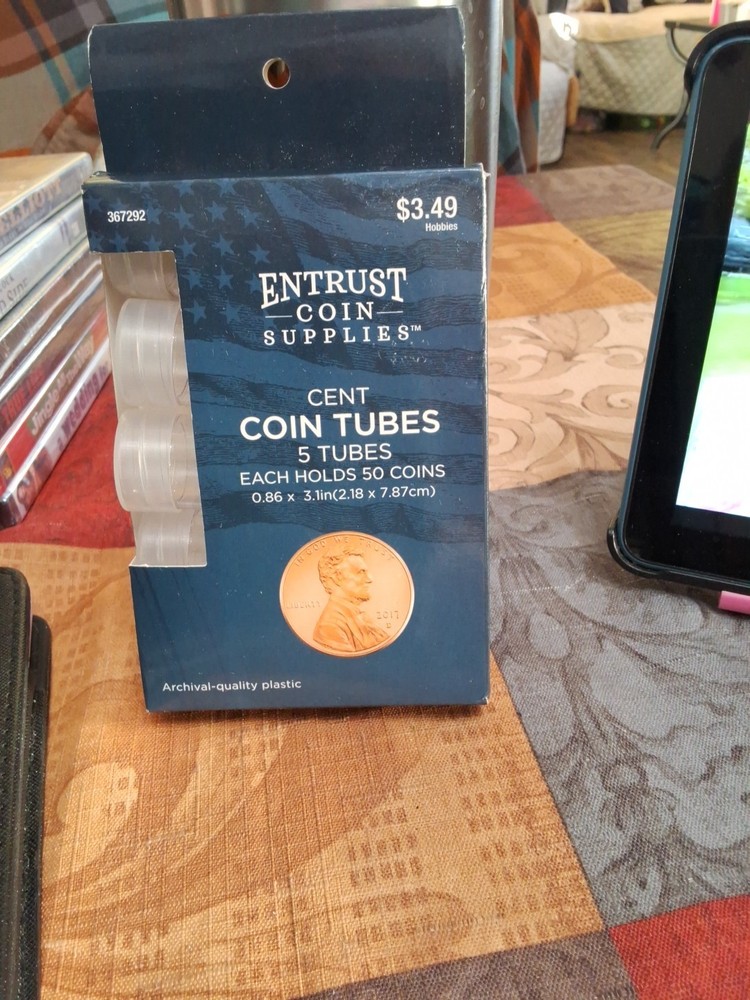 367292
$3.49
Hobbies
ENTRUST
COIN
SUPPLIES™
CENT
COIN TUBES
5 TUBES
EACH HOLDS 50 COINS
0.86 x 3.1in(2.18 x 7.87cm)
IN GOD WE TRUST
LIBERTY
2017
Archival-quality plastic